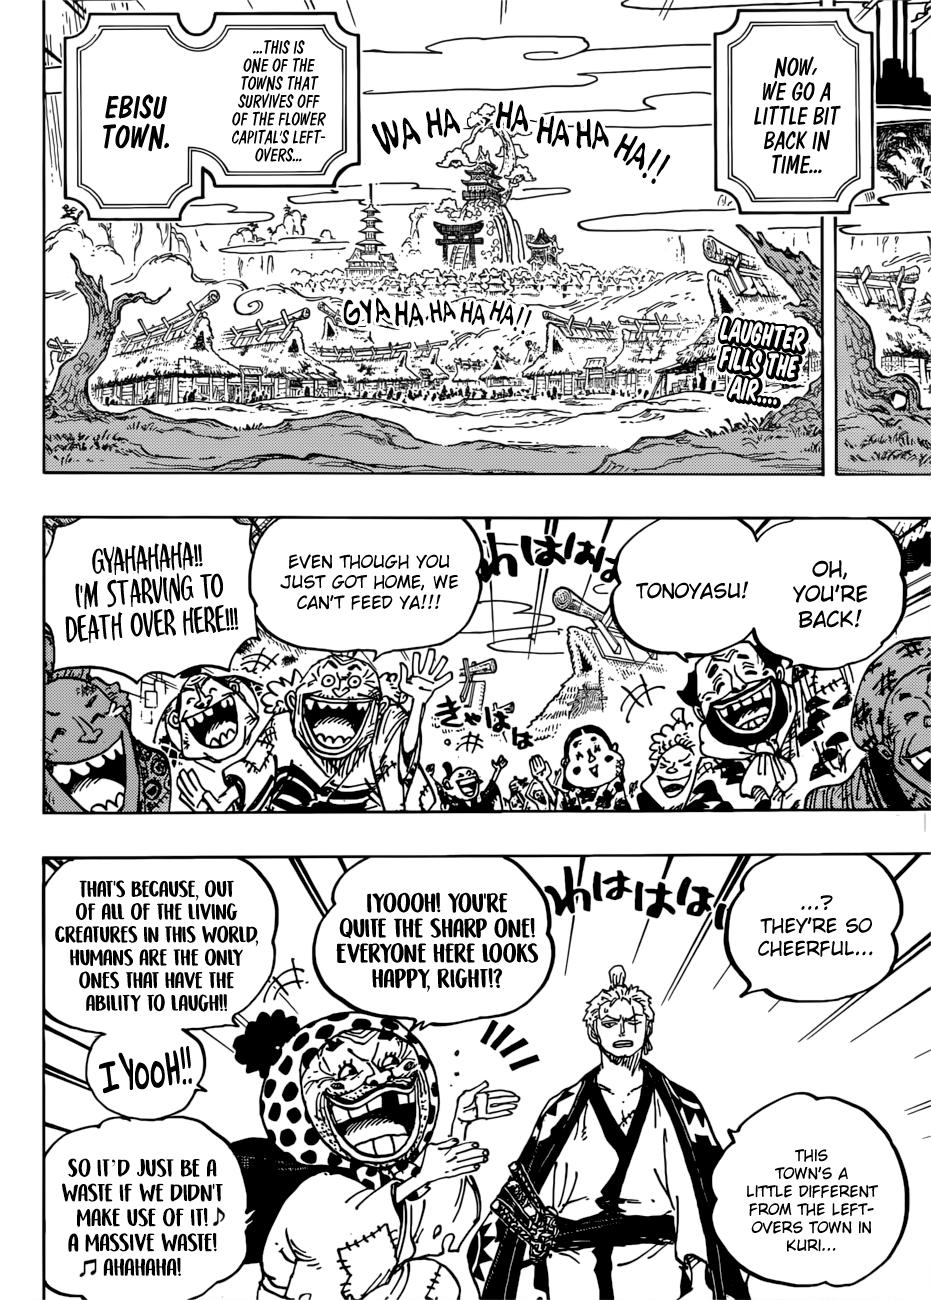 NOW,
WE GO A
LITTLE BIT
BACK IN
TIME...
...THIS IS
ONE OF THE
TOWNS THAT
SURVIVES OFF
OF THE FLOWER
CAPITAL'S LEFT-
OVERS...
EBISU
TOWN.
WA HA HA HA HA HA HA!!
GYA HA HA HA HA!!
LAUGHTER
FILLS THE
AIR....
OH,
YOU'RE
BACK!
TONOYASU!
わはははは
EVEN THOUGH YOU
JUST GOT HOME, WE
CAN'T FEED YA!!!
きゃはははは
GYAHAHAHA!!
I'M STARVING TO
DEATH OVER HERE!!!
...?
THEY'RE SO
CHEERFUL...
わはははは
IYOOOH! YOU'RE
QUITE THE SHARP ONE!
EVERYONE HERE LOOKS
HAPPY, RIGHT!?
THAT'S BECAUSE, OUT
OF ALL OF THE LIVING
CREATURES IN THIS WORLD,
HUMANS ARE THE ONLY
ONES THAT HAVE THE
ABILITY TO LAUGH!!
IYOOH!!
SO IT'D JUST BE A
WASTE IF WE DIDN'T
MAKE USE OF IT!♪
A MASSIVE WASTE!
♫ AHAHAHA!
THIS
TOWN'S A
LITTLE DIFFERENT
FROM THE LEFT-
OVERS TOWN IN
KURI...